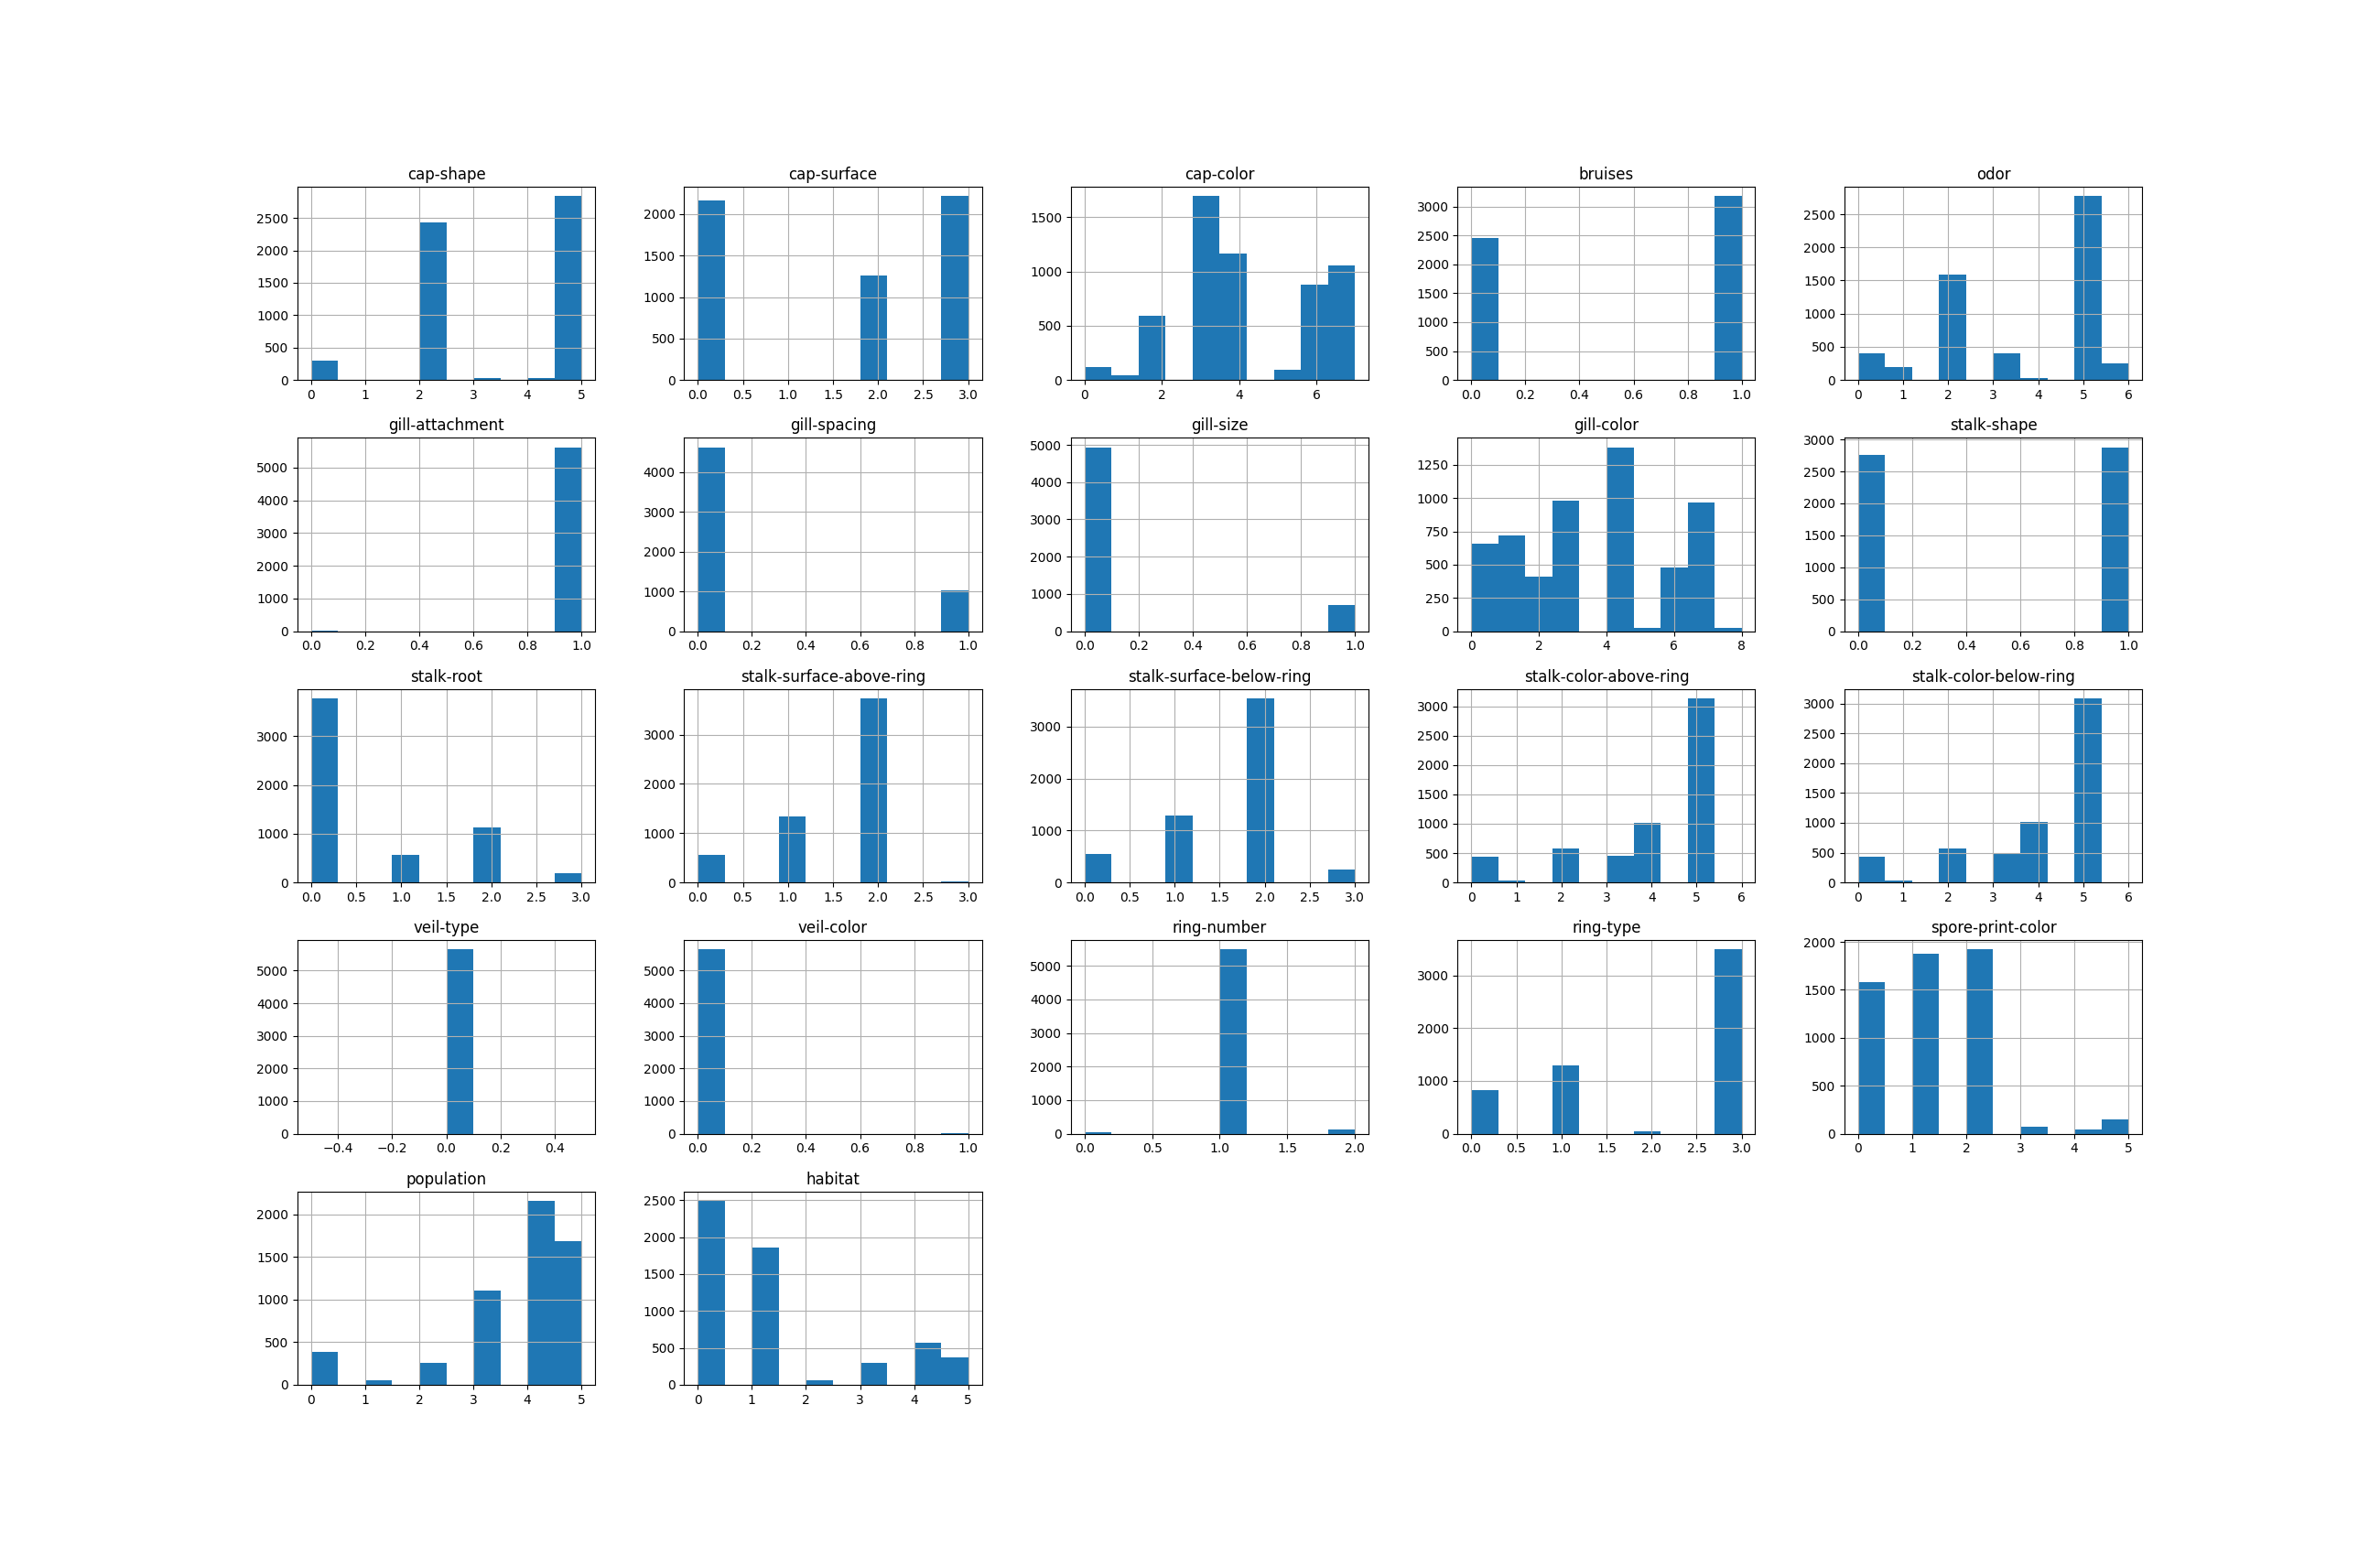 cap-shape cap-surface cap-color bruises odor
2500 2000 1500 1000 500 0
0 1 2 3 4 5
2000 1500 1000 500 0
0.0 0.5 1.0 1.5 2.0 2.5 3.0
1500 1000 500 0
0 2 4 6
3000 2500 2000 1500 1000 500 0
0.0 0.2 0.4 0.6 0.8 1.0
2500 2000 1500 1000 500 0
0 1 2 3 4 5 6
gill-attachment gill-spacing gill-size gill-color stalk-shape
5000 4000 3000 2000 1000 0
0.0 0.2 0.4 0.6 0.8 1.0
4000 3000 2000 1000 0
0.0 0.2 0.4 0.6 0.8 1.0
5000 4000 3000 2000 1000 0
0.0 0.2 0.4 0.6 0.8 1.0
1250 1000 750 500 250 0
0 2 4 6 8
3000 2500 2000 1500 1000 500 0
0.0 0.2 0.4 0.6 0.8 1.0
stalk-root stalk-surface-above-ring stalk-surface-below-ring stalk-color-above-ring stalk-color-below-ring
3000 2000 1000 0
0.0 0.5 1.0 1.5 2.0 2.5 3.0
3000 2000 1000 0
0.0 0.5 1.0 1.5 2.0 2.5 3.0
3000 2000 1000 0
0.0 0.5 1.0 1.5 2.0 2.5 3.0
3000 2500 2000 1500 1000 500 0
0 1 2 3 4 5 6
3000 2500 2000 1500 1000 500 0
0 1 2 3 4 5 6
veil-type veil-color ring-number ring-type spore-print-color
5000 4000 3000 2000 1000 0
−0.4 −0.2 0.0 0.2 0.4
5000 4000 3000 2000 1000 0
0.0 0.2 0.4 0.6 0.8 1.0
5000 4000 3000 2000 1000 0
0.0 0.5 1.0 1.5 2.0
3000 2000 1000 0
0.0 0.5 1.0 1.5 2.0 2.5 3.0
2000 1500 1000 500 0
0 1 2 3 4 5
population habitat
2000 1500 1000 500 0
0 1 2 3 4 5
2500 2000 1500 1000 500 0
0 1 2 3 4 5